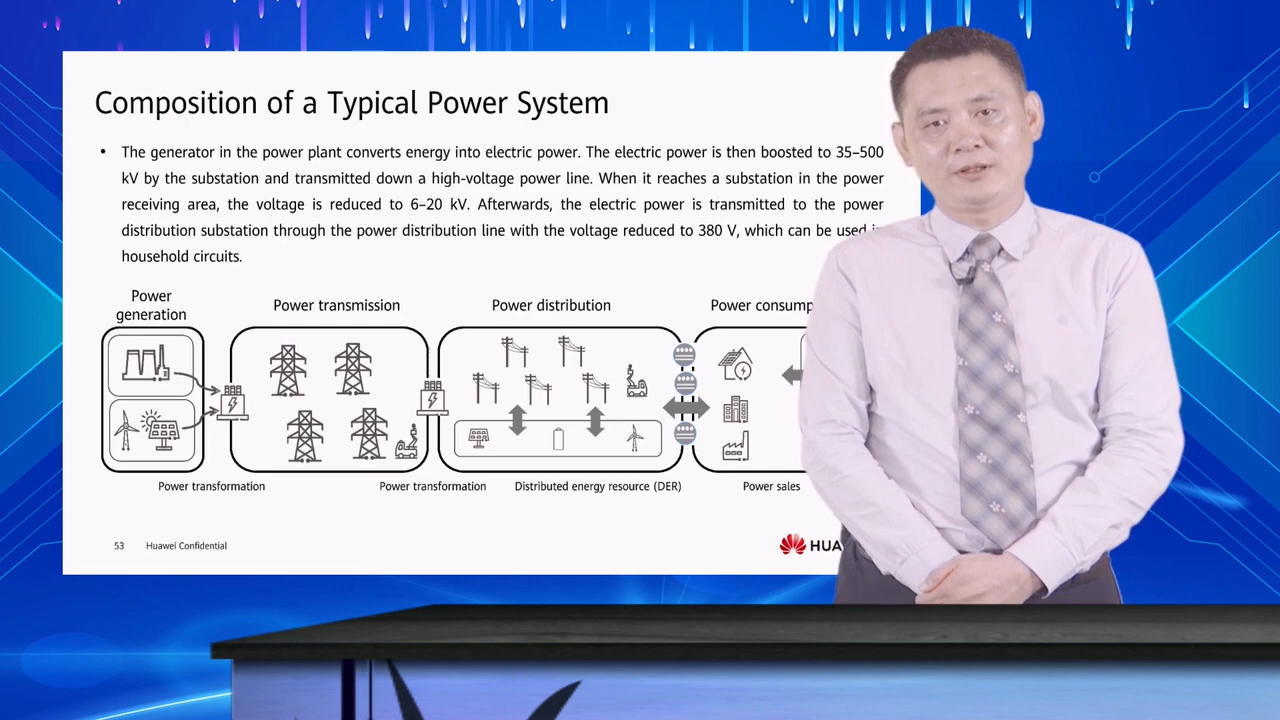 Composition of a Typical Power System
• The generator in the power plant converts energy into electric power. The electric power is then boosted to 35–500
kV by the substation and transmitted down a high-voltage power line. When it reaches a substation in the power
receiving area, the voltage is reduced to 6–20 kV. Afterwards, the electric power is transmitted to the power
distribution substation through the power distribution line with the voltage reduced to 380 V, which can be used
household circuits.
Power
generation
Power transmission
Power distribution
Power
Power transformation
Power transformation
Distributed energy resource (DER)
Power sales
53
Huawei Confidential
HUA